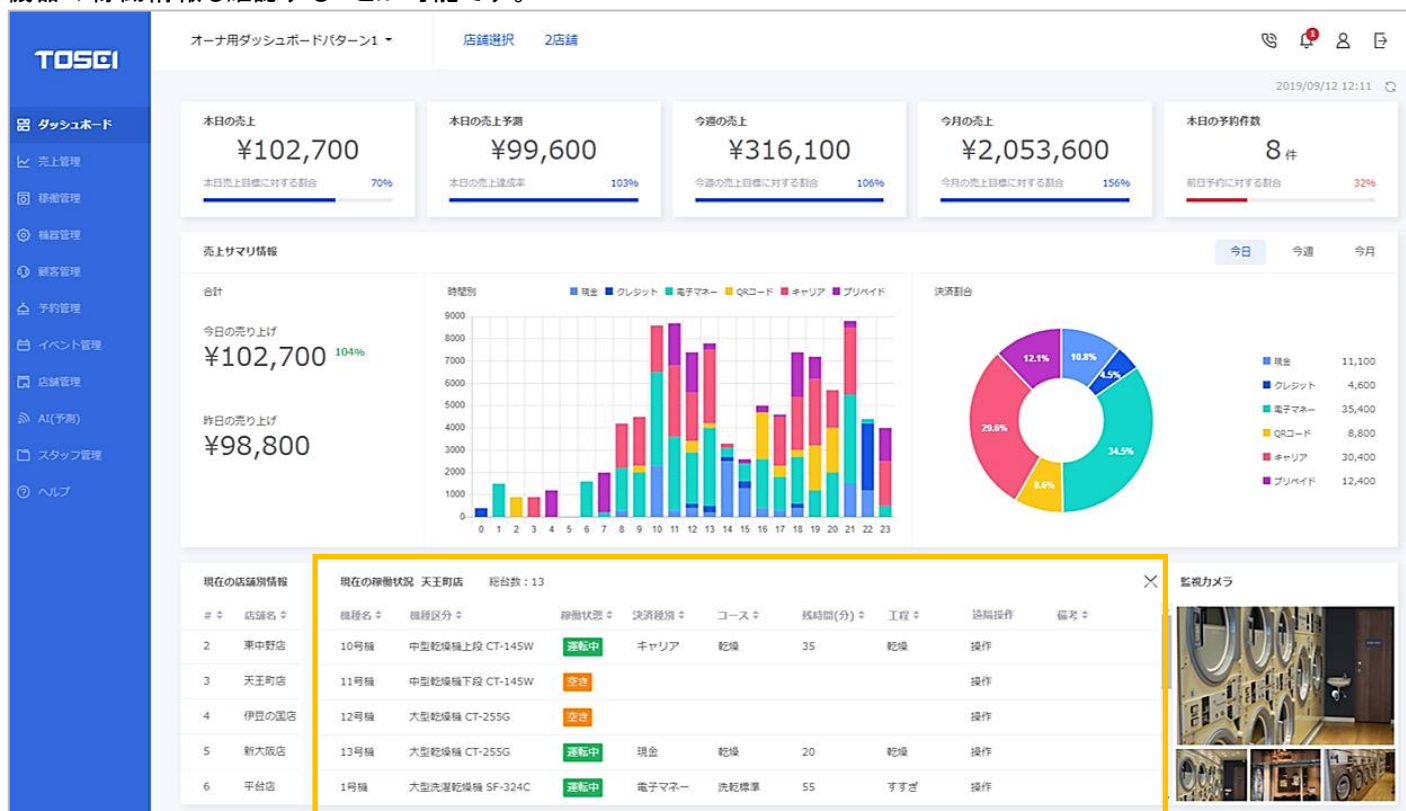 TOSEI
オーナ用ダッシュボードパターン1
店舗選択 2店舗
1
2019/09/12 12:11
ダッシュボード
売上管理
稼働管理
機器管理
顧客管理
予約管理
イベント管理
店舗管理
AI(予測)
スタッフ管理
ヘルプ
本日の売上
¥102,700
本日売上目標に対する割合 70%
本日の売上予測
¥99,600
本日の売上達成率 103%
今週の売上
¥316,100
今週の売上目標に対する割合 106%
今月の売上
¥2,053,600
今月の売上目標に対する割合 156%
本日の予約件数
8 件
前日予約に対する割合 32%
売上サマリ情報
今日 今週 今月
合計
今日の売り上げ
¥102,700 104%
昨日の売り上げ
¥98,800
時間別
現金 クレジット 電子マネー QRコード キャリア プリペイド
9000
8000
7000
6000
5000
4000
3000
2000
1000
0
0 1 2 3 4 5 6 7 8 9 10 11 12 13 14 15 16 17 18 19 20 21 22 23
決済割合
12.1% 10.8%
4.5%
29.6%
34.5%
8.6%
現金 11,100
クレジット 4,600
電子マネー 35,400
QRコード 8,800
キャリア 30,400
プリペイド 12,400
現在の店舗別情報
# 店舗名
2 東中野店
3 天王町店
4 伊豆の国店
5 新大阪店
6 平台店
現在の稼働状況 天王町店 総台数：13
機種名 機種区分 稼働状態 決済種別 コース 残時間(分) 工程 遠隔操作 備考
10号機 中型乾燥機上段 CT-145W 運転中 キャリア 乾燥 35 乾燥 操作
11号機 中型乾燥機下段 CT-145W 空き 操作
12号機 大型乾燥機 CT-255G 空き 操作
13号機 大型乾燥機 CT-255G 運転中 現金 乾燥 20 乾燥 操作
1号機 大型洗濯乾燥機 SF-324C 運転中 電子マネー 洗乾標準 55 すすぎ 操作
監視カメラ